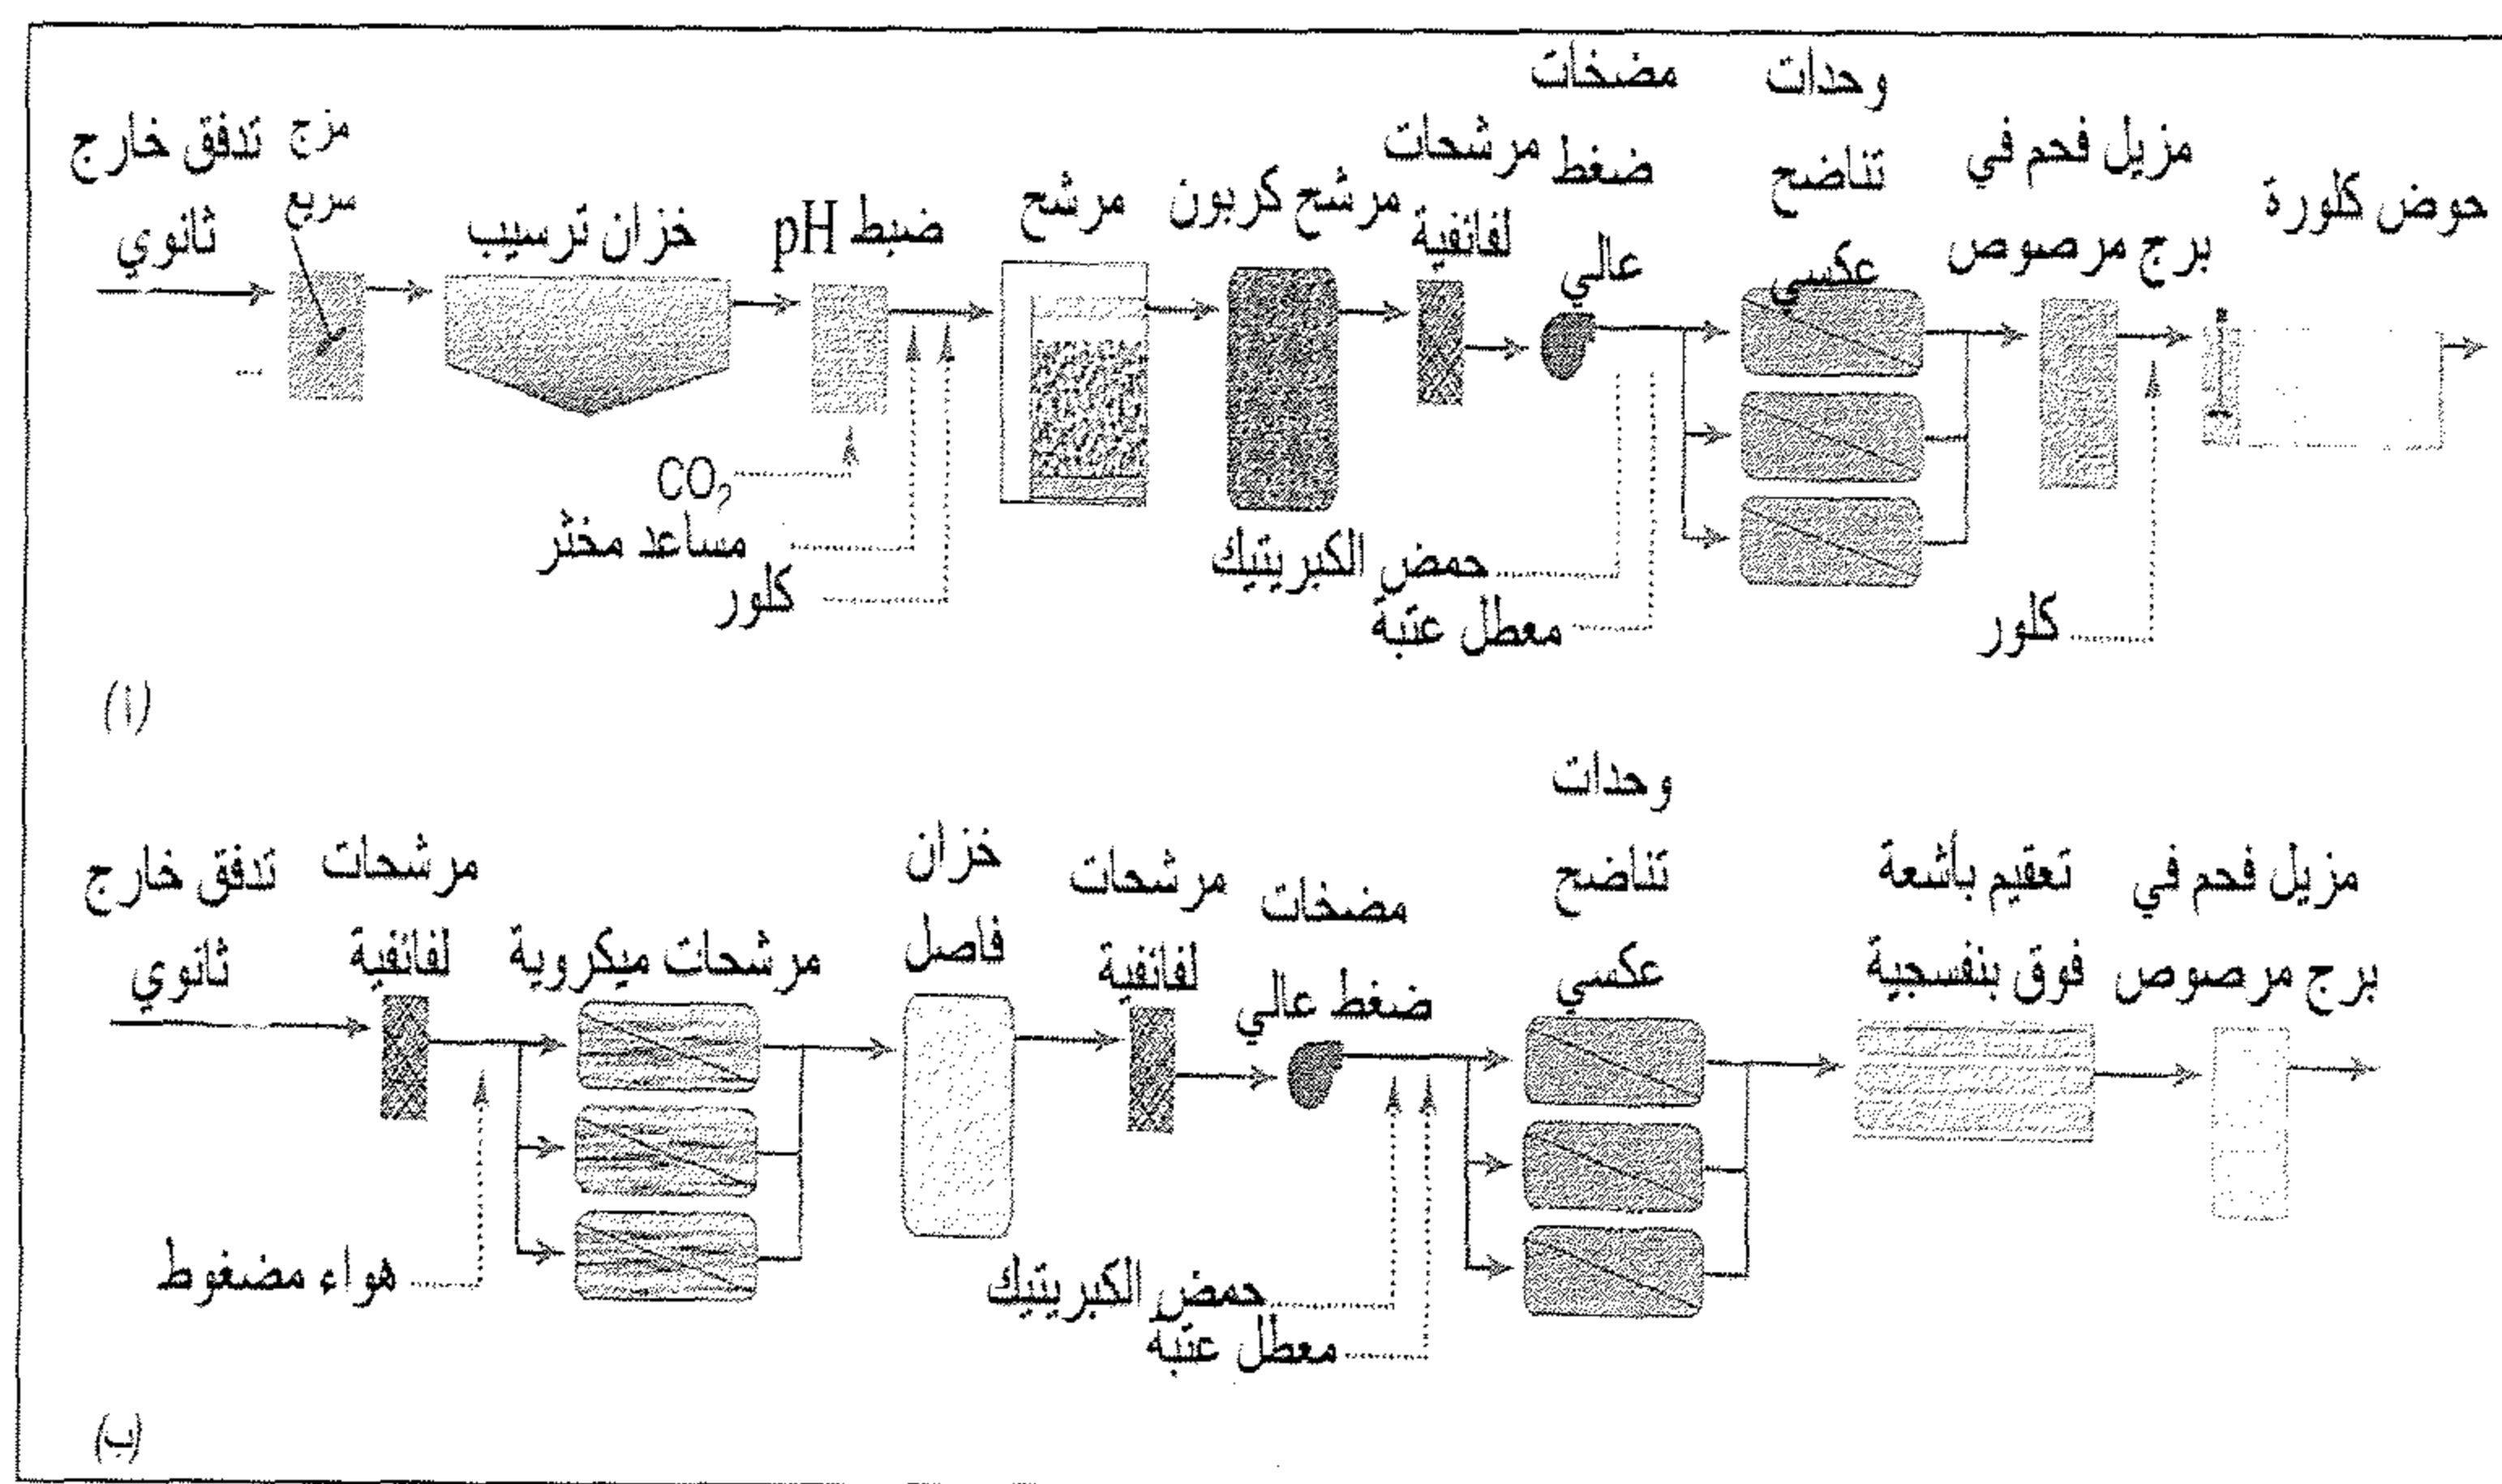 تدفق خارج
ثانوي
مزج
سريع
خزان ترسيب
ضبط pH
مرشح
مرشح كربون
مرشحات
لفائفية
مضخات
ضغط
عالي
وحدات
تناضح
عكسي
مزيل فحم في
برج مرصوص
حوض كلورة
CO₂
مساعد مخثر
كلور
حمض الكبريتيك
معطل عتبة
كلور
(أ)
تدفق خارج
ثانوي
مرشحات
لفائفية
مرشحات ميكروية
خزان
فاصل
مرشحات
لفائفية
مضخات
ضغط عالي
وحدات
تناضح
عكسي
تعقيم بأشعة
فوق بنفسجية
مزيل فحم في
برج مرصوص
هواء مضغوط
حمض الكبريتيك
معطل عتبة
(ب)